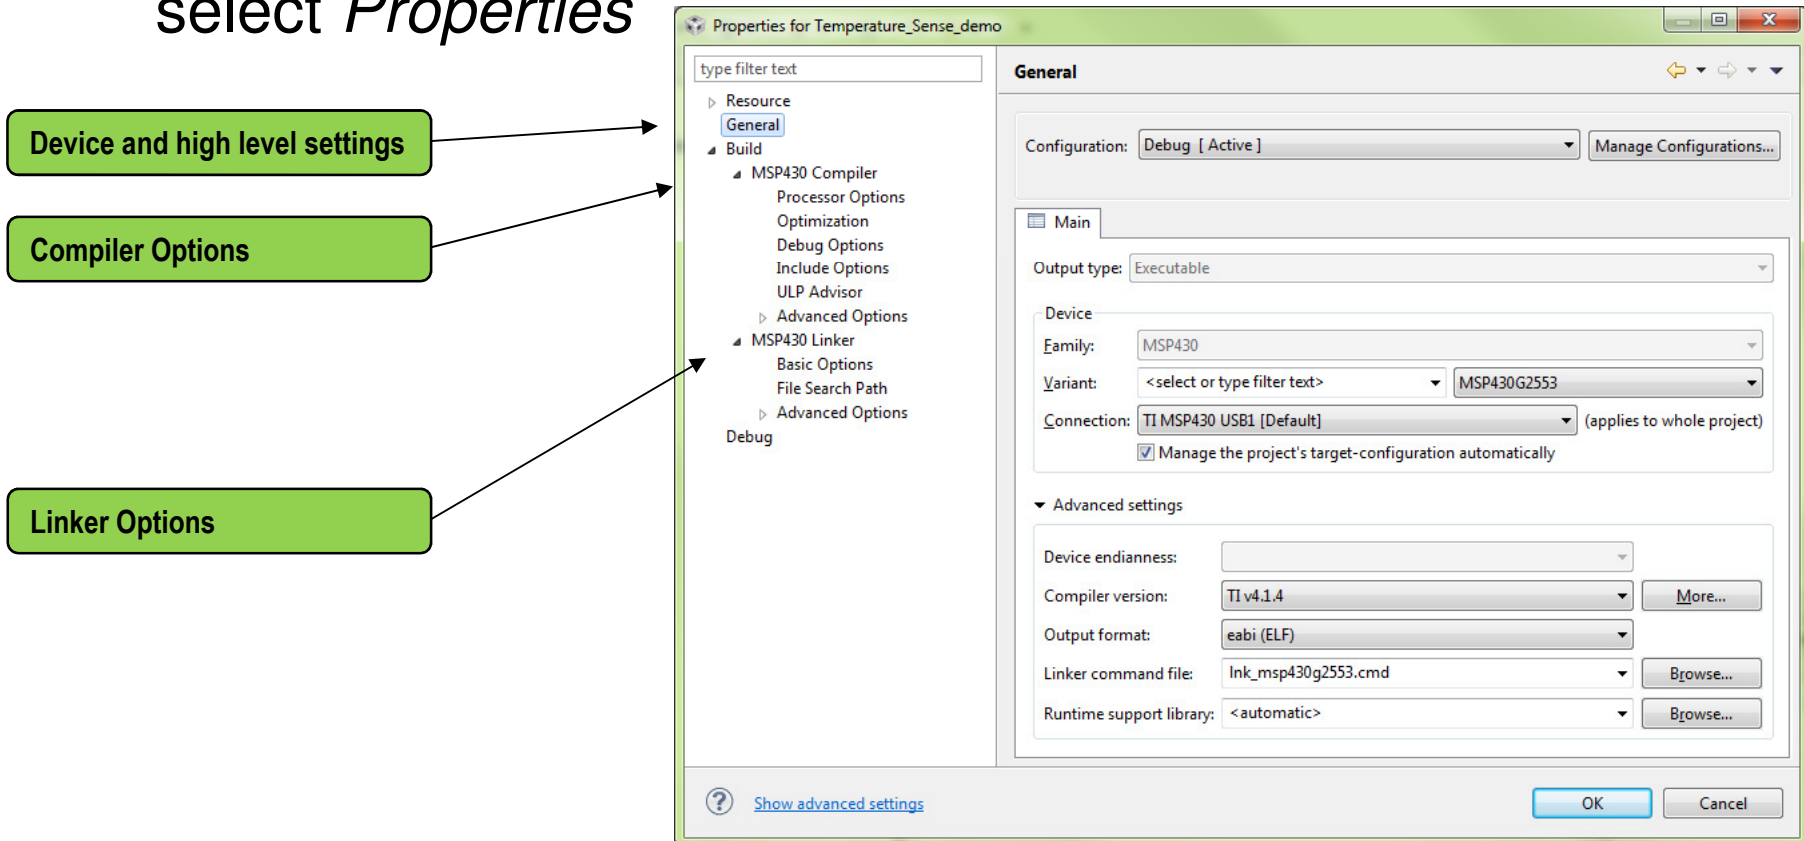 select Properties
Device and high level settings
Compiler Options
Linker Options
Properties for Temperature_Sense_demo
type filter text
Resource
General
Build
MSP430 Compiler
Processor Options
Optimization
Debug Options
Include Options
ULP Advisor
Advanced Options
MSP430 Linker
Basic Options
File Search Path
Advanced Options
Debug
General
Configuration: Debug [ Active ] Manage Configurations...
Main
Output type: Executable
Device
Family: MSP430
Variant: <select or type filter text> MSP430G2553
Connection: TI MSP430 USB1 [Default] (applies to whole project)
Manage the project's target-configuration automatically
Advanced settings
Device endianness:
Compiler version: TI v4.1.4 More...
Output format: eabi (ELF)
Linker command file: lnk_msp430g2553.cmd Browse...
Runtime support library: <automatic> Browse...
? Show advanced settings OK Cancel